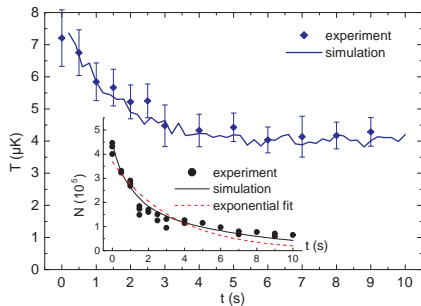 8
7
6
5
4
3
2
1
0
T (µK)
experiment
simulation
5
4
3
2
1
0
N (10⁵)
experiment
simulation
exponential fit
0 2 4 6 8 10
t (s)
0 1 2 3 4 5 6 7 8 9 10
t (s)